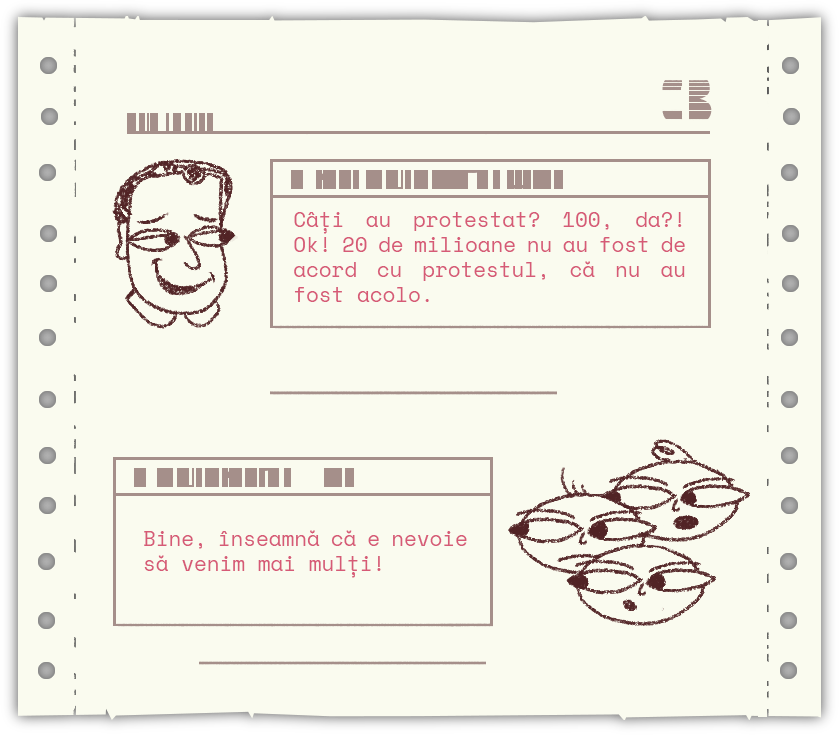 Câți au protestat? 100, da?!
Ok! 20 de milioane nu au fost de
acord cu protestul, că nu au
fost acolo.
Bine, înseamnă că e nevoie
să venim mai mulți!